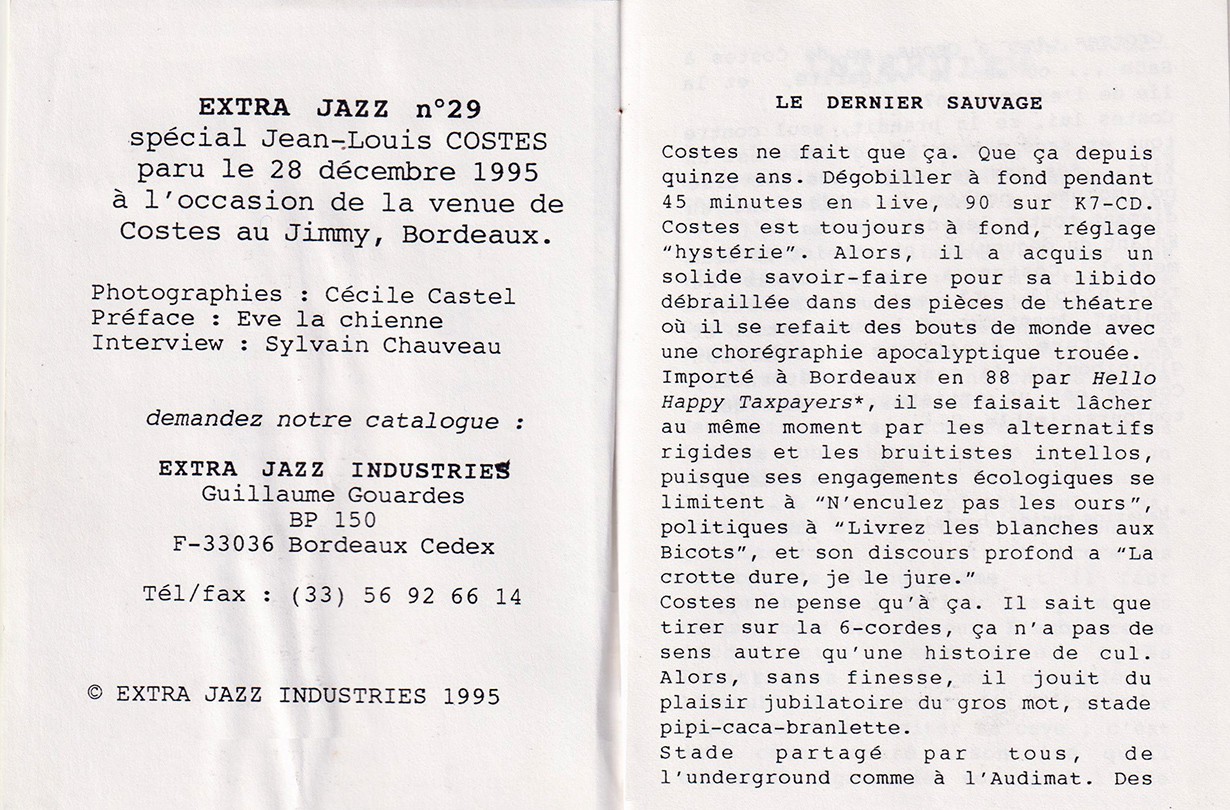 EXTRA JAZZ n°29
spécial Jean-Louis COSTES
paru le 28 décembre 1995
à l'occasion de la venue de
Costes au Jimmy, Bordeaux.
Photographies : Cécile Castel
Préface : Eve la chienne
Interview : Sylvain Chauveau
demandez notre catalogue :
EXTRA JAZZ INDUSTRIES
Guillaume Gouardes
BP 150
F-33036 Bordeaux Cedex
Tél/fax : (33) 56 92 66 14
© EXTRA JAZZ INDUSTRIES 1995
LE DERNIER SAUVAGE
Costes ne fait que ça. Que ça depuis
quinze ans. Dégobiller à fond pendant
45 minutes en live, 90 sur K7-CD.
Costes est toujours à fond, réglage
“hystérie”. Alors, il a acquis un
solide savoir-faire pour sa libido
débraillée dans des pièces de théatre
où il se refait des bouts de monde avec
une chorégraphie apocalyptique trouée.
Importé à Bordeaux en 88 par Hello
Happy Taxpayers*, il se faisait lâcher
au même moment par les alternatifs
rigides et les bruitistes intellos,
puisque ses engagements écologiques se
limitent à “N'enculez pas les ours”,
politiques à “Livrez les blanches aux
Bicots”, et son discours profond a “La
crotte dure, je le jure.”
Costes ne pense qu'à ça. Il sait que
tirer sur la 6-cordes, ça n'a pas de
sens autre qu'une histoire de cul.
Alors, sans finesse, il jouit du
plaisir jubilatoire du gros mot, stade
pipi-caca-branlette.
Stade partagé par tous, de
l'underground comme à l'Audimat. Des